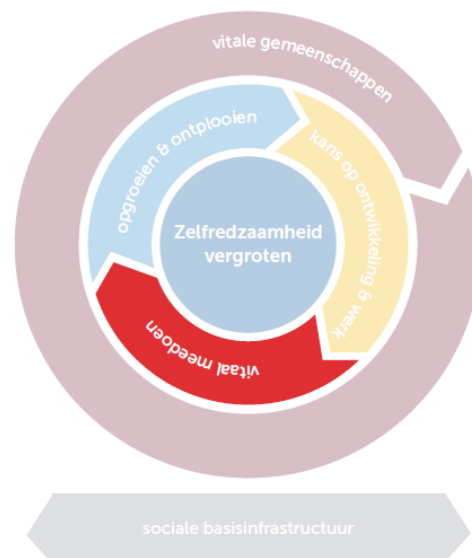 vitale gemeenschappen
opgroeien & ontplooien
kans op ontwikkeling & werk
Zelfredzaamheid
vergroten
vitaal meedoen
sociale basisinfrastructuur